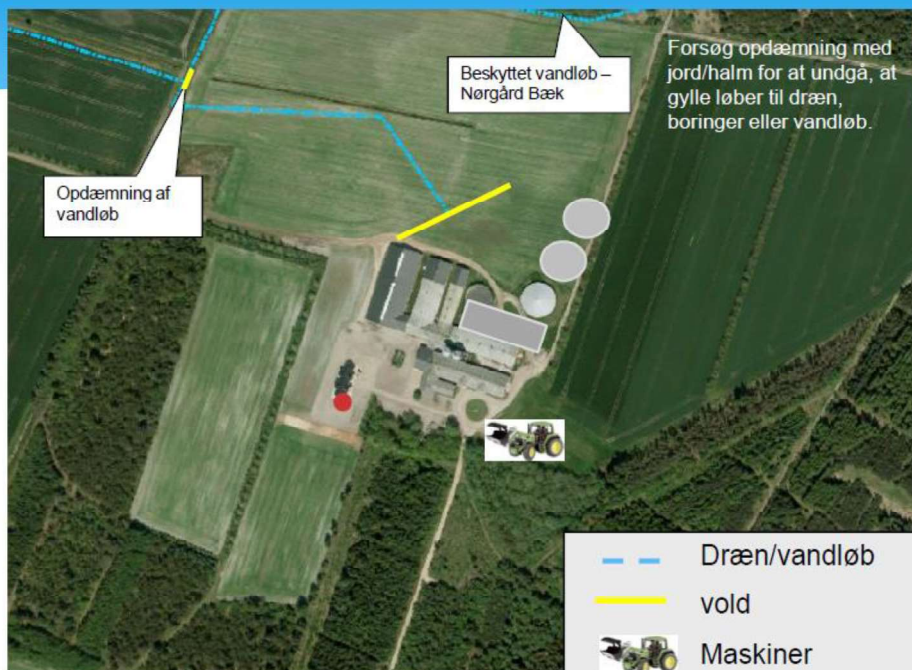 Beskyttet vandløb –
Nørgård Bæk
Forsøg opdæmning med
jord/halm for at undgå, at
gylle løber til dræn,
boringer eller vandløb.
Opdæmning af
vandløb
Dræn/vandløb
vold
Maskiner